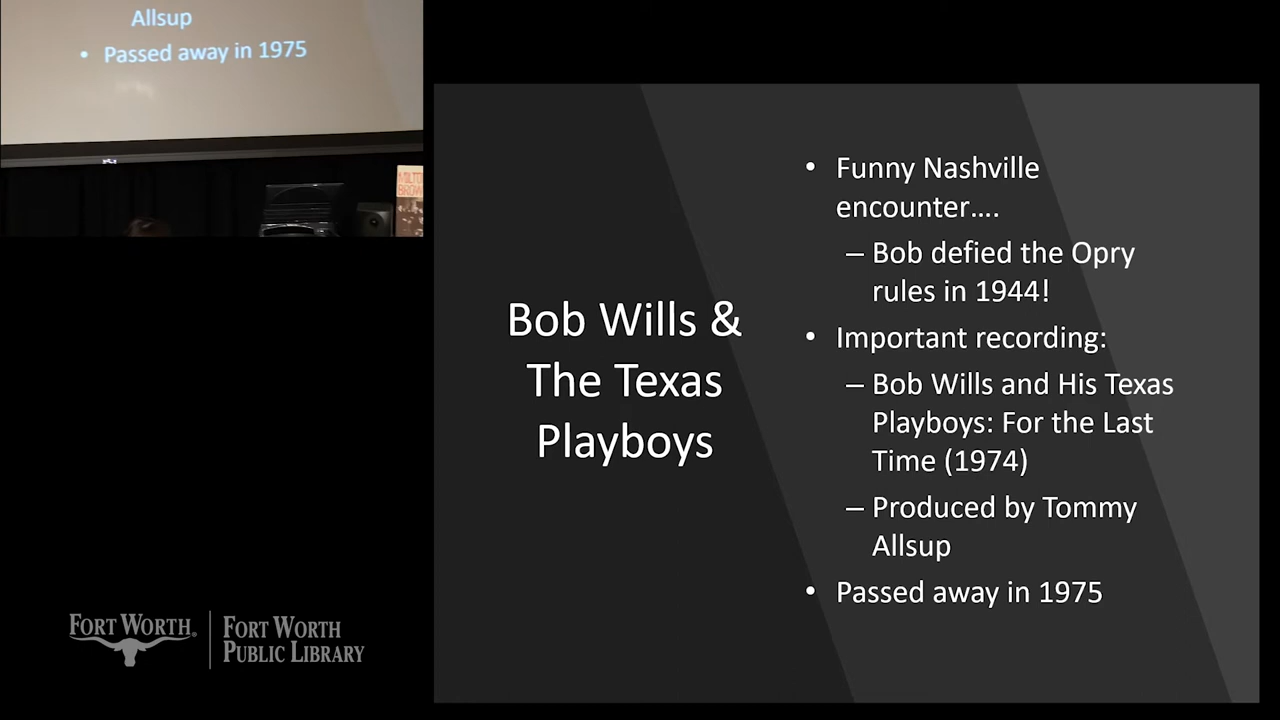 Allsup
• Passed away in 1975
MILTON
BROWN
Bob Wills &
The Texas
Playboys
• Funny Nashville
encounter....
– Bob defied the Opry
rules in 1944!
• Important recording:
– Bob Wills and His Texas
Playboys: For the Last
Time (1974)
– Produced by Tommy
Allsup
• Passed away in 1975
FORT WORTH®
FORT WORTH
PUBLIC LIBRARY